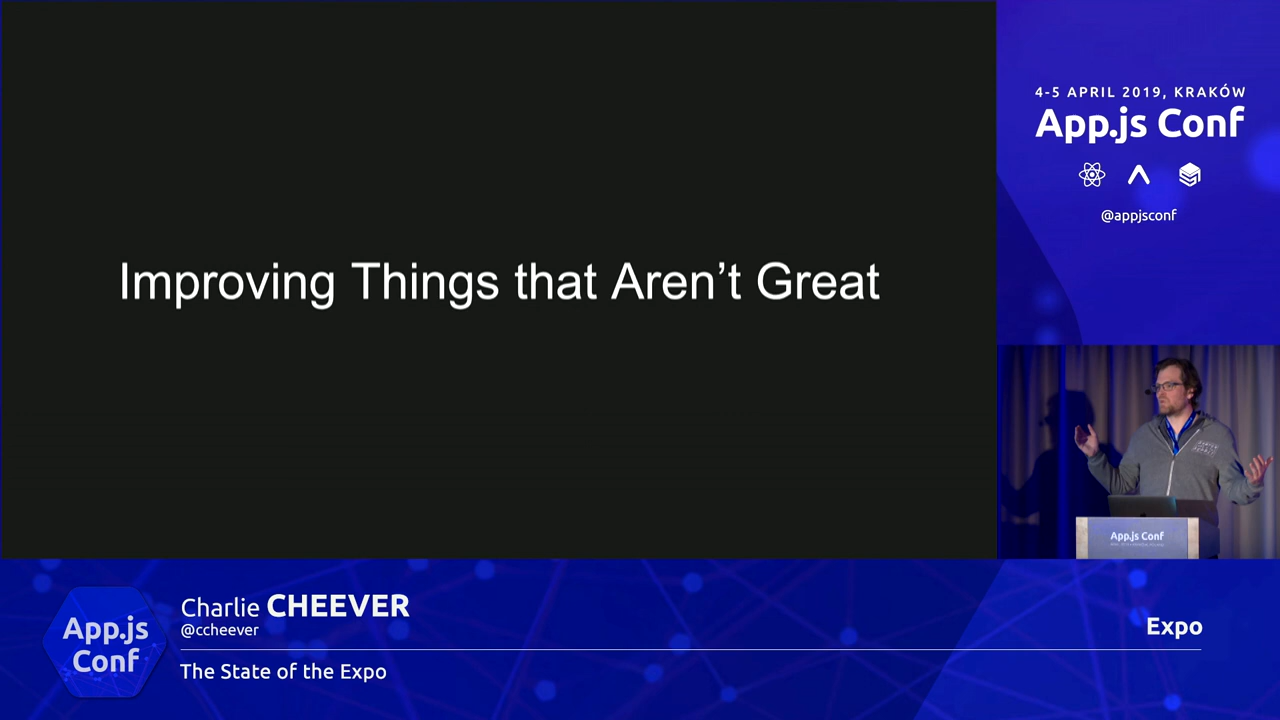 Improving Things that Aren’t Great
4-5 APRIL 2019, KRAKÓW
App.js Conf
@appjsconf
App.js Conf
App.js
Conf
Charlie CHEEVER
@ccheever
The State of the Expo
Expo